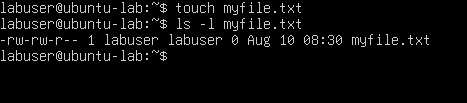 labuser@ubuntu-lab:~$ touch myfile.txt
labuser@ubuntu-lab:~$ ls -l myfile.txt
-rw-rw-r-- 1 labuser labuser 0 Aug 10 08:30 myfile.txt
labuser@ubuntu-lab:~$